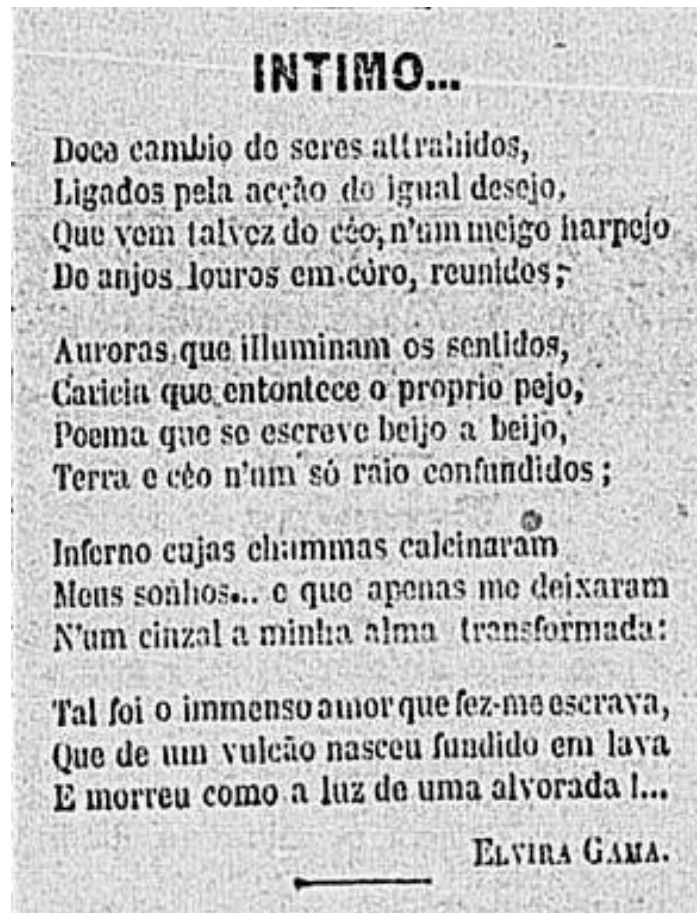 INTIMO...
Doce cambio de seres attrahidos,
Ligados pela acção de igual desejo,
Que vem talvez do céo, n'um meigo harpejo
De anjos louros em côro, reunidos;
Auroras que illuminam os sentidos,
Caricia que entontece o proprio pejo,
Poema que se escreve beijo a beijo,
Terra e céo n'um só raio confundidos;
Inferno cujas chammas calcinaram
Meus sonhos... e que apenas me deixaram
N'um cinzal a minha alma transformada:
Tal foi o immenso amor que fez-me escrava,
Que de um vulcão nasceu fundido em lava
E morreu como a luz de uma alvorada!...
ELVIRA GAMA.